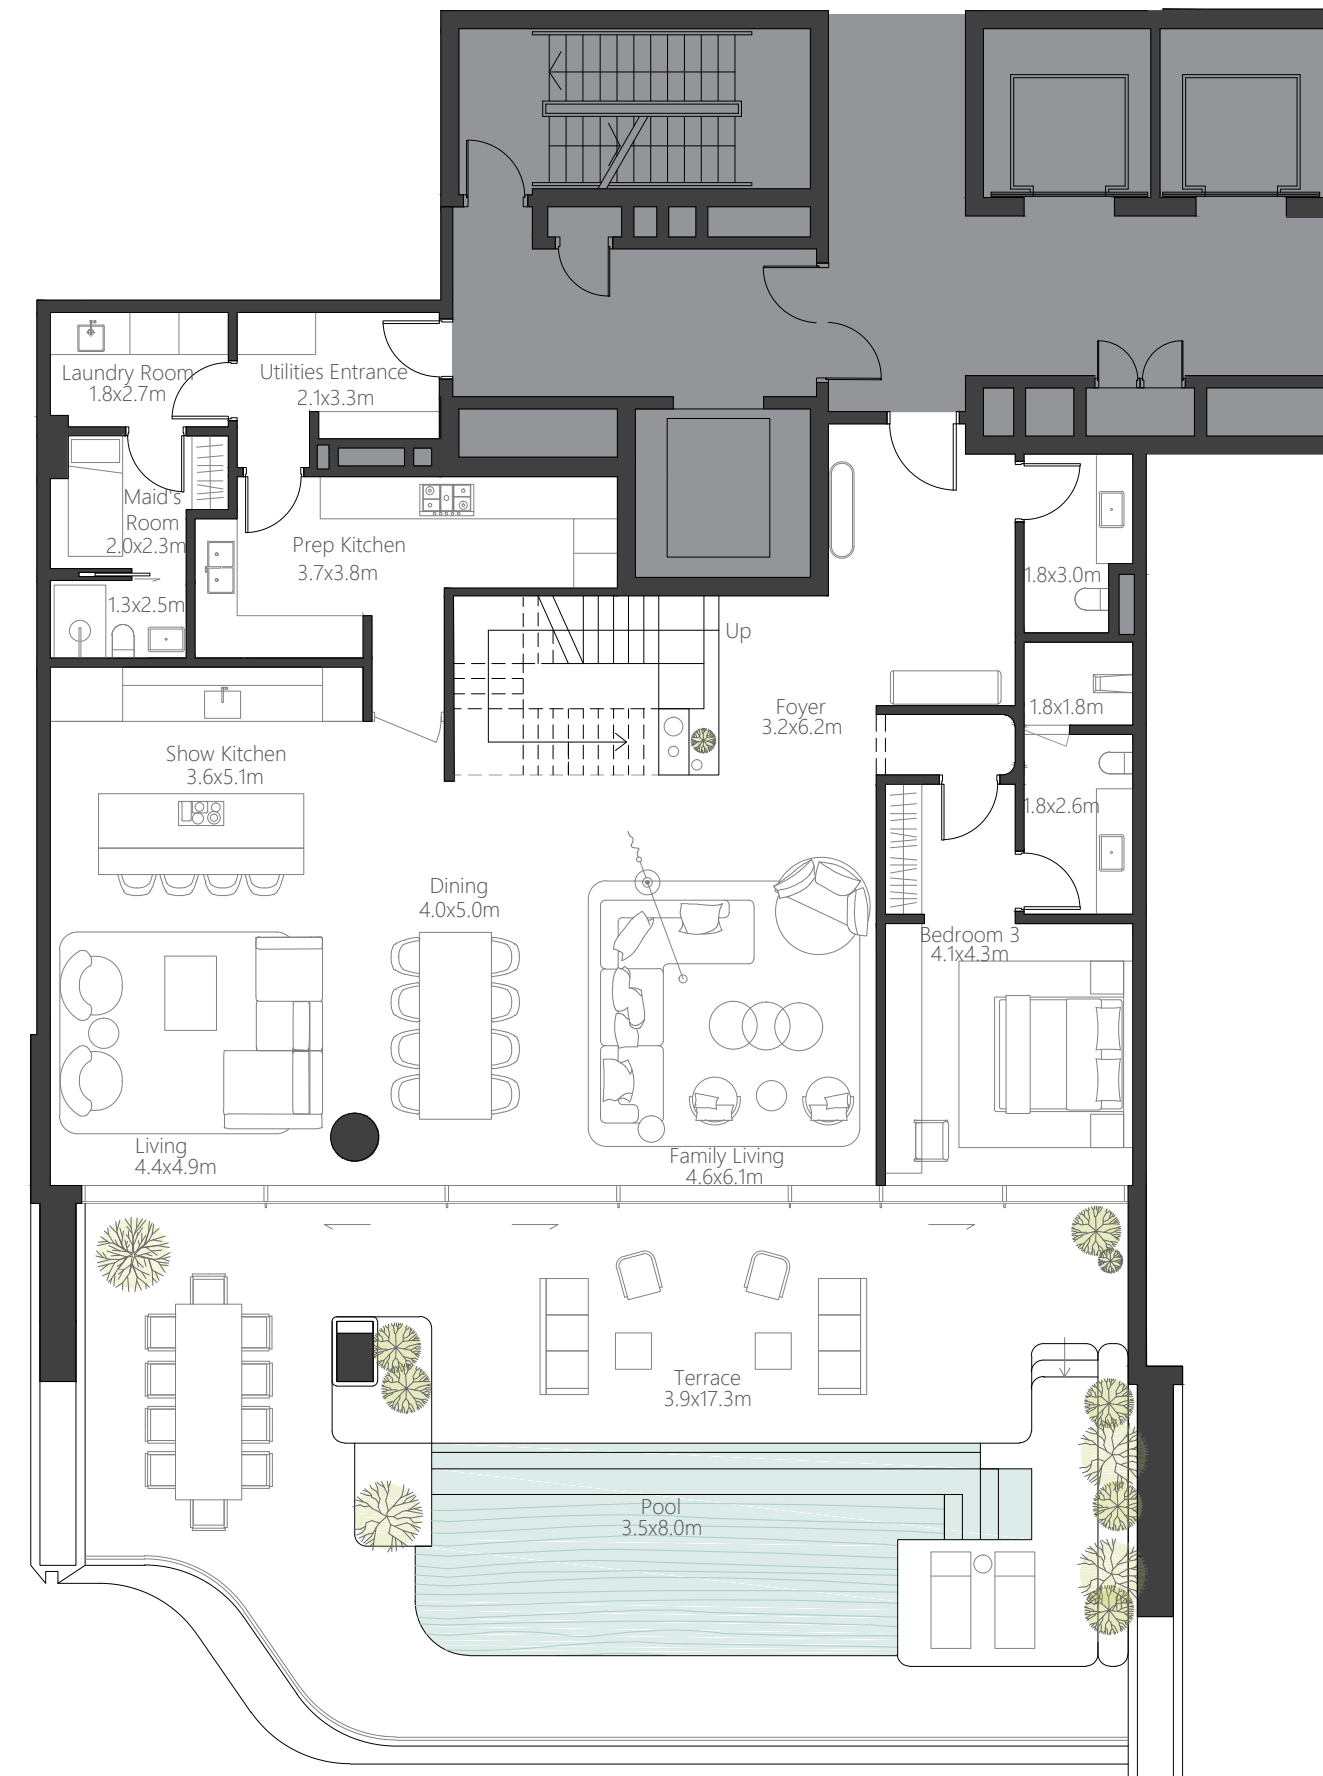 Laundry Room
1.8x2.7m
Utilities Entrance
2.1x3.3m
Maid's
Room
2.0x2.3m
Prep Kitchen
3.7x3.8m
1.3x2.5m
1.8x3.0m
Up
Foyer
3.2x6.2m
1.8x1.8m
Show Kitchen
3.6x5.1m
1.8x2.6m
Dining
4.0x5.0m
Bedroom 3
4.1x4.3m
Living
4.4x4.9m
Family Living
4.6x6.1m
Terrace
3.9x17.3m
Pool
3.5x8.0m